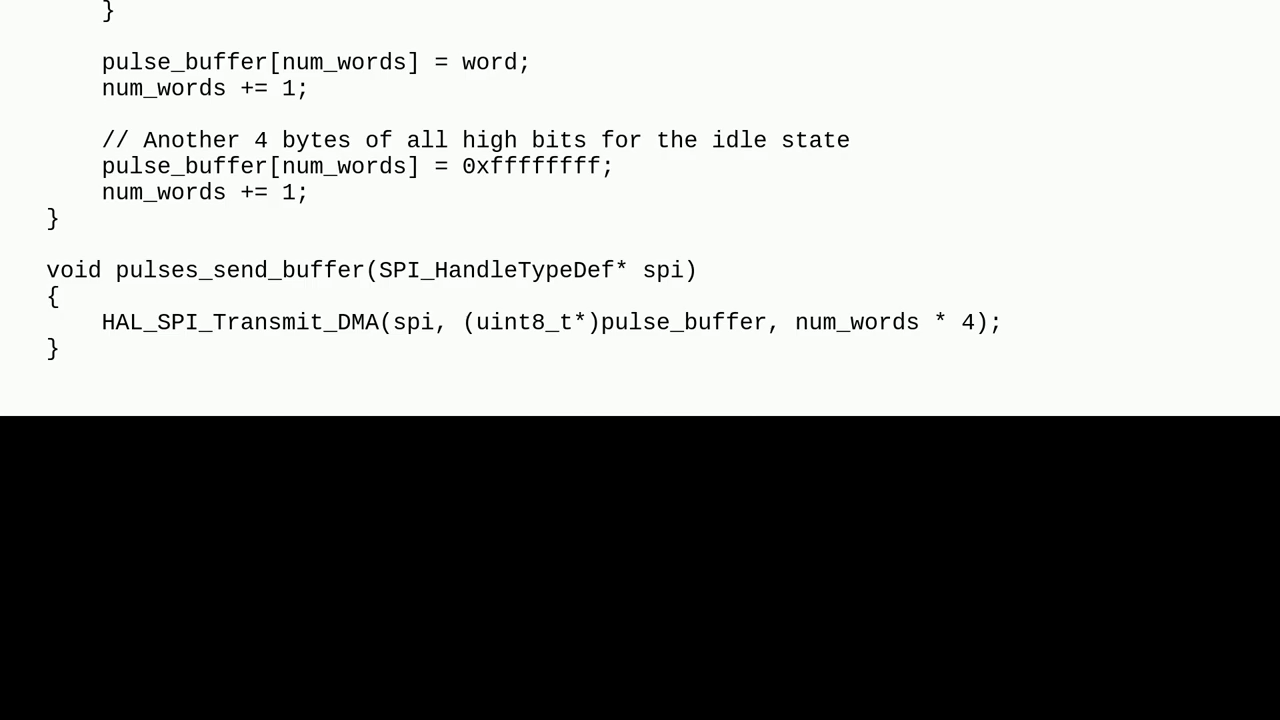 }
pulse_buffer[num_words] = word;
num_words += 1;
// Another 4 bytes of all high bits for the idle state
pulse_buffer[num_words] = 0xffffffff;
num_words += 1;
}
void pulses_send_buffer(SPI_HandleTypeDef* spi)
{
HAL_SPI_Transmit_DMA(spi, (uint8_t*)pulse_buffer, num_words * 4);
}